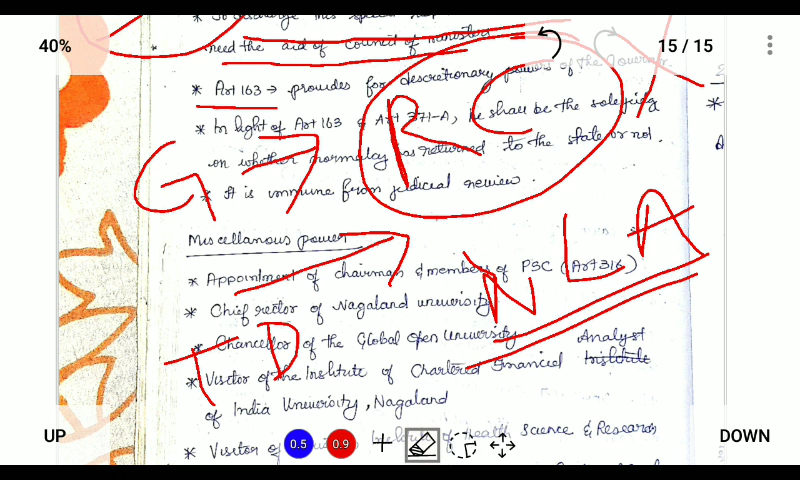 40%
15 / 15
need the aid of Council of ministers
* Art 163 → provides for discretionary powers of the Governor.
* In light of Art 163 & Art 371-A, he shall be the sole judge
on whether normalcy has returned to the state or not.
* It is immune from judicial review.
G → R C
Miscellanous power
* Appointment of chairman & members of PSC (Art 316)
* Chief rector of Nagaland university
* Chancellor of the Global Open University
* Visitor of the Institute of Chartered Financial Analyst
of India University, Nagaland
* Visitor of Health Science & Research
T D → N L A
UP
0.5
0.9
DOWN